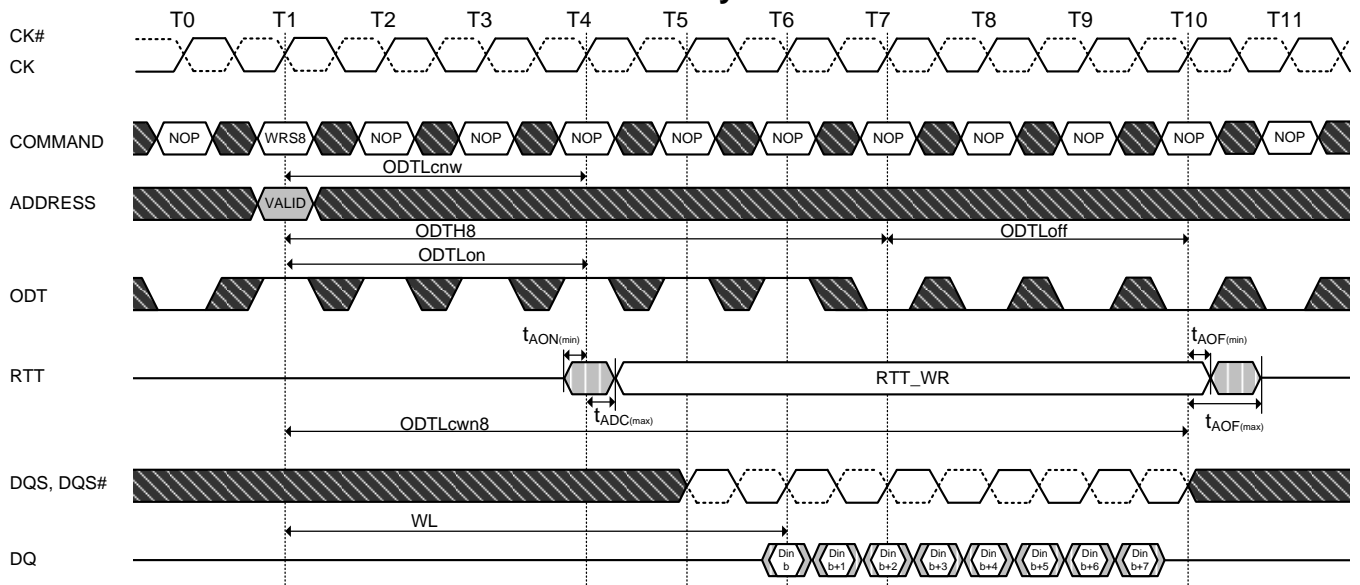 T0 T1 T2 T3 T4 T5 T6 T7 T8 T9 T10 T11
CK#
CK
COMMAND NOP WRS8 NOP NOP NOP NOP NOP NOP NOP NOP NOP NOP
ODTLcnw
ADDRESS VALID
ODTH8 ODTLoff
ODTLon
ODT
tAON(min) tAOF(min)
RTT RTT_WR
tADC(max) tAOF(max)
ODTLcwn8
DQS, DQS#
WL
DQ Din b Din b+1 Din b+2 Din b+3 Din b+4 Din b+5 Din b+6 Din b+7